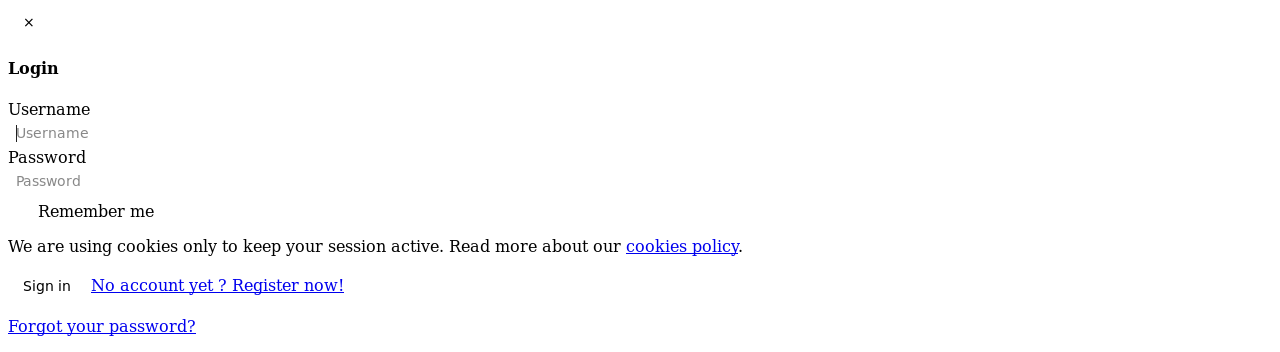 ×
Login
Username
Username
Password
Password
Remember me
We are using cookies only to keep your session active. Read more about our cookies policy.
Sign in No account yet ? Register now!
Forgot your password?